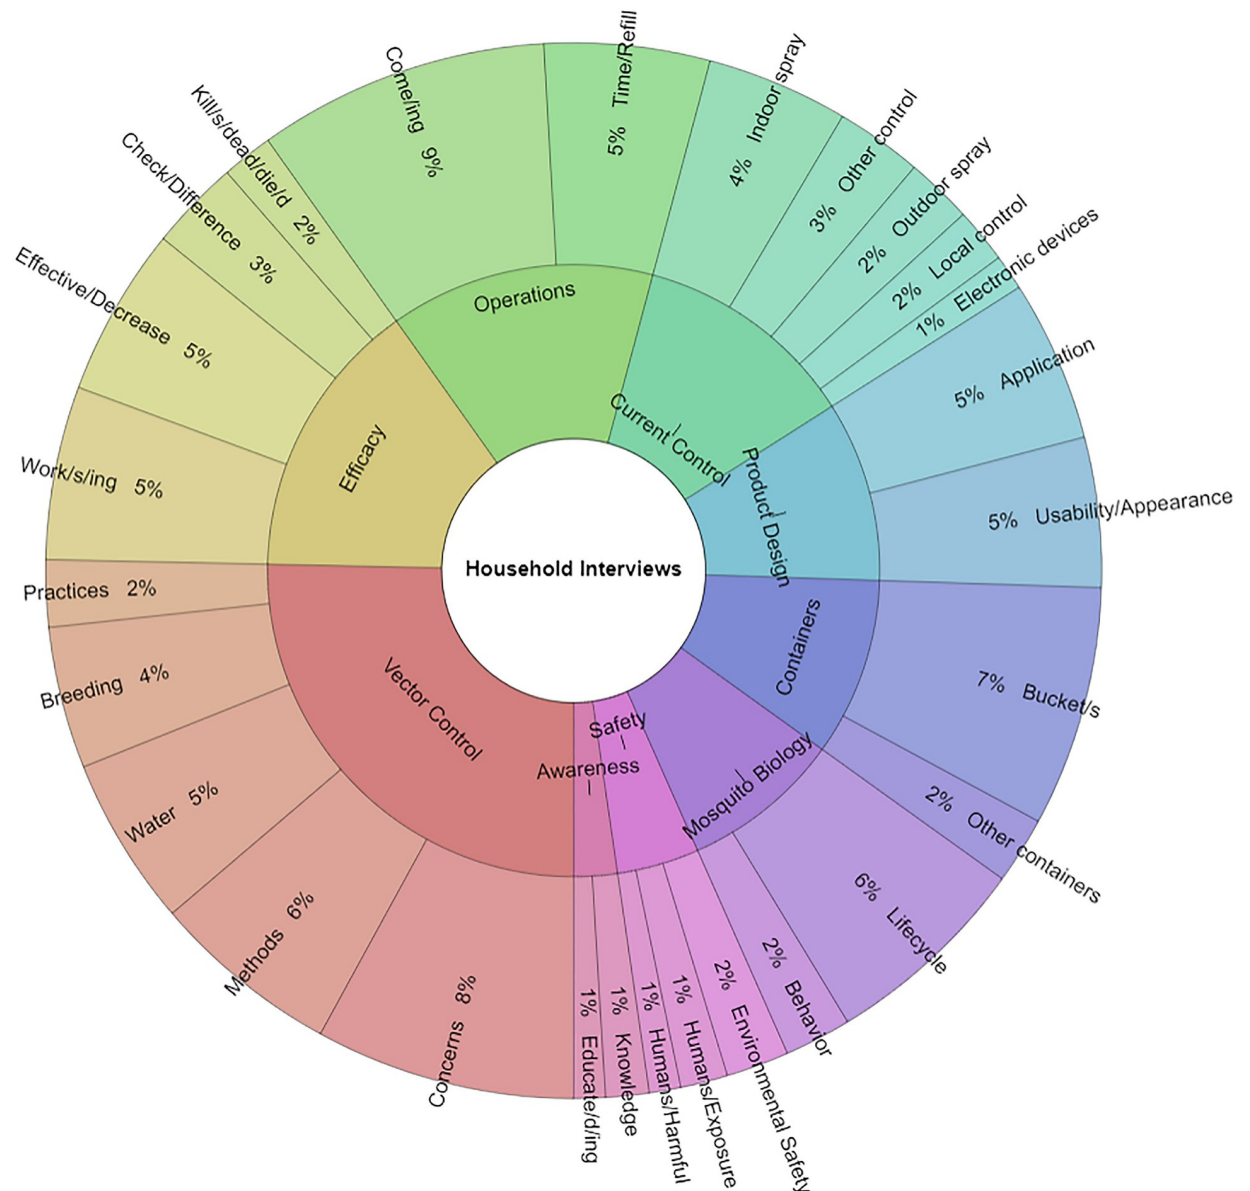 Household Interviews
Operations
Come/ing 9%
5% Time/Refill
Current Control
4% Indoor spray
3% Other control
2% Outdoor spray
2% Local control
1% Electronic devices
Product Design
5% Application
5% Usability/Appearance
Containers
7% Bucket/s
2% Other containers
Mosquito Biology
6% Lifecycle
2% Behavior
Safety
2% Environmental Safety
1% Humans/Exposure
1% Humans/Harmful
Awareness
1% Knowledge
1% Educate/d/ing
Vector Control
Concerns 8%
Methods 6%
Water 5%
Breeding 4%
Practices 2%
Efficacy
Work/s/ing 5%
Effective/Decrease 5%
Check/Difference 3%
Kill/s/dead/die/d 2%